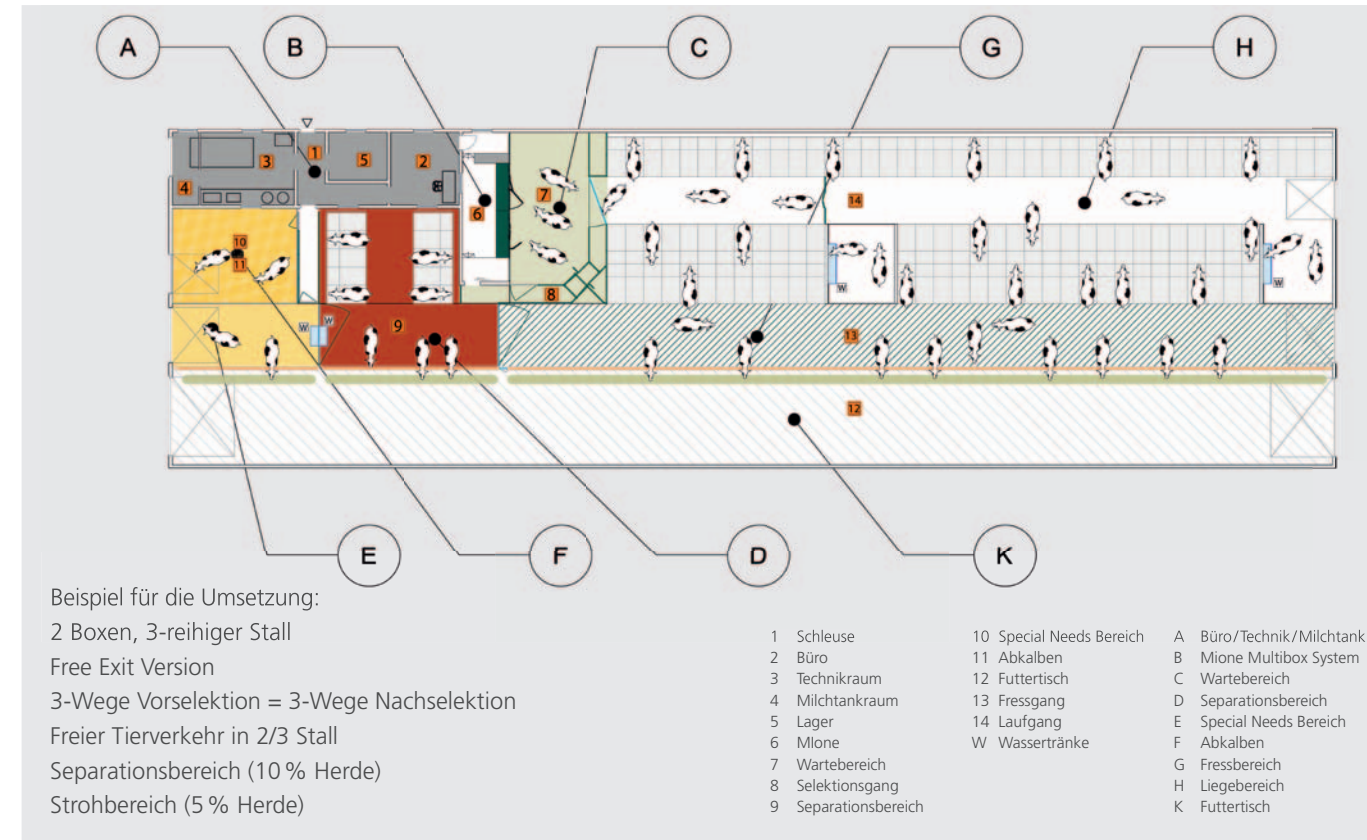 A
B
C
G
H
3
1
5
2
4
6
7
14
10
11
8
W
W
W
W
9
13
12
E
F
D
K
Beispiel für die Umsetzung:
2 Boxen, 3-reihiger Stall
Free Exit Version
3-Wege Vorselektion = 3-Wege Nachselektion
Freier Tierverkehr in 2/3 Stall
Separationsbereich (10 % Herde)
Strohbereich (5 % Herde)
1 Schleuse
2 Büro
3 Technikraum
4 Milchtankraum
5 Lager
6 MIone
7 Wartebereich
8 Selektionsgang
9 Separationsbereich
10 Special Needs Bereich
11 Abkalben
12 Futtertisch
13 Fressgang
14 Laufgang
W Wassertränke
A Büro/Technik/Milchtank
B Mione Multibox System
C Wartebereich
D Separationsbereich
E Special Needs Bereich
F Abkalben
G Fressbereich
H Liegebereich
K Futtertisch